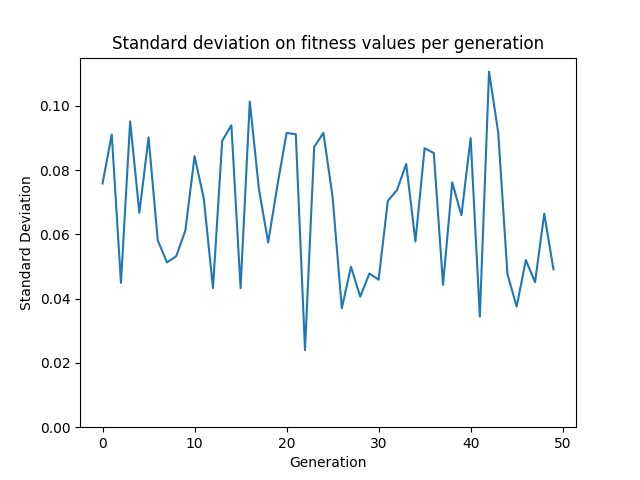 Standard deviation on fitness values per generation
0.10
0.08
0.06
0.04
0.02
0.00
Standard Deviation
0 10 20 30 40 50
Generation